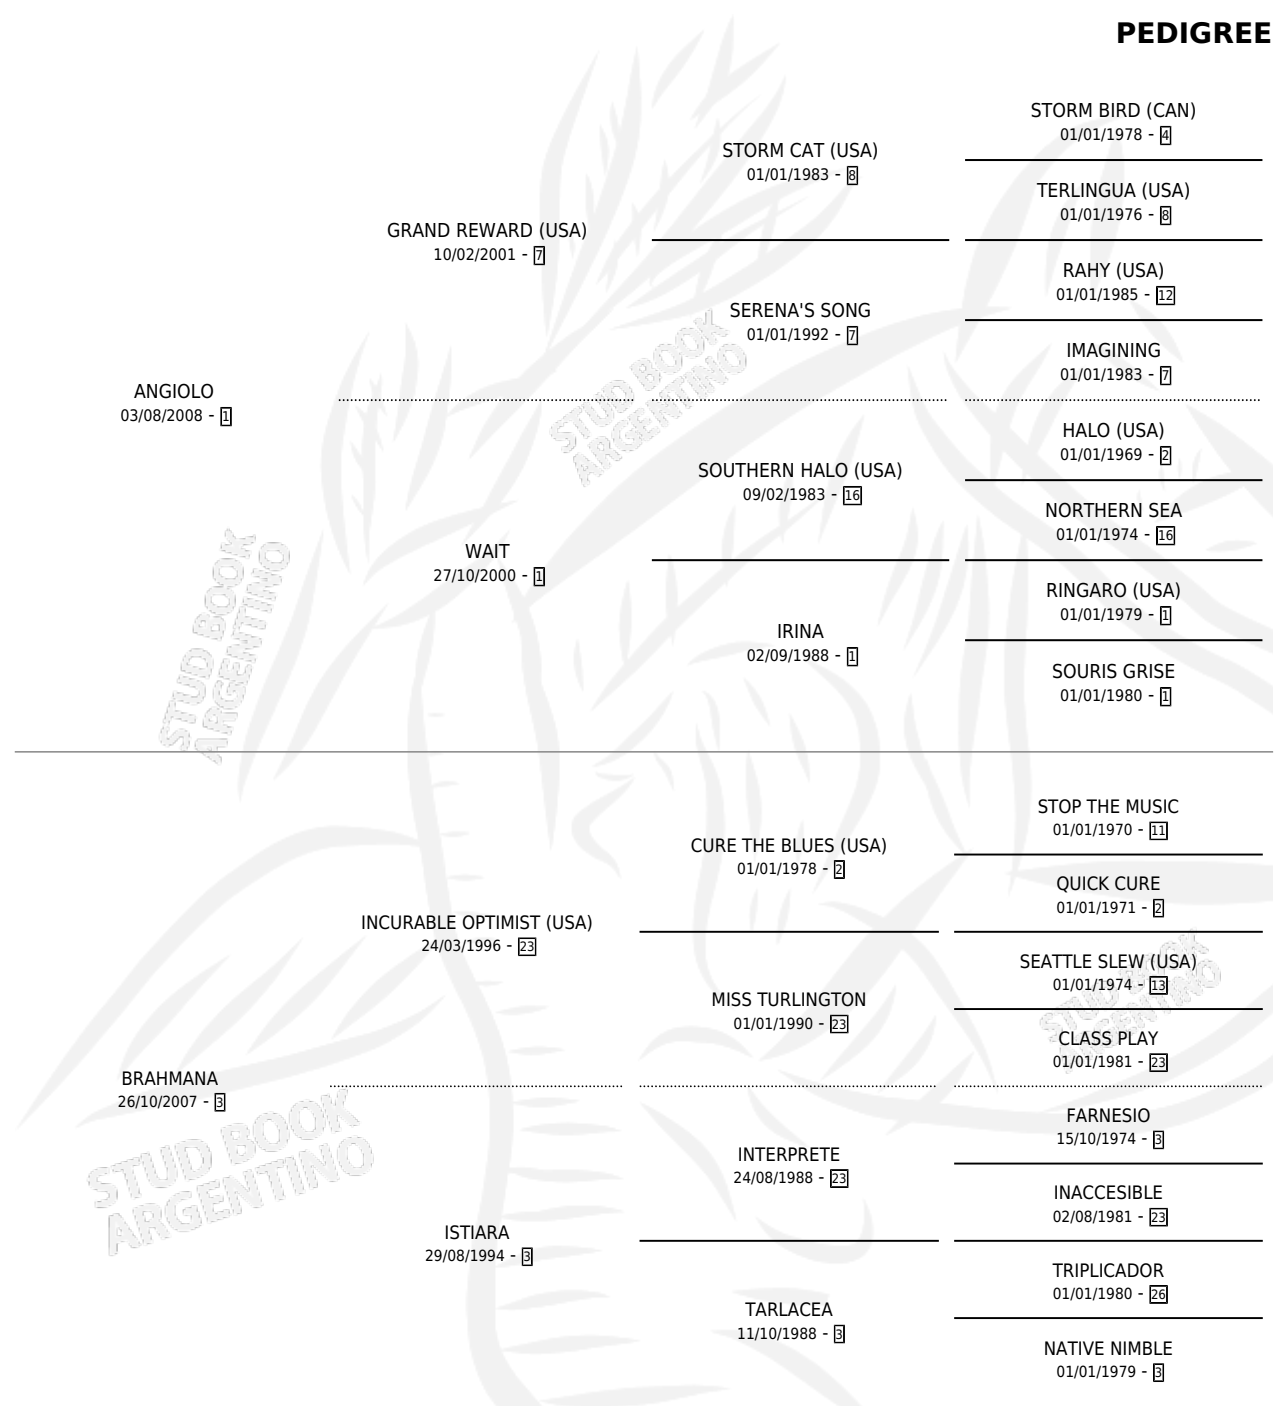 PEDIGREE
STORM BIRD (CAN)
01/01/1978 - 4
STORM CAT (USA)
01/01/1983 - 8
TERLINGUA (USA)
01/01/1976 - 8
GRAND REWARD (USA)
10/02/2001 - 7
RAHY (USA)
01/01/1985 - 12
SERENA'S SONG
01/01/1992 - 7
IMAGINING
01/01/1983 - 7
ANGIOLO
03/08/2008 - 1
HALO (USA)
01/01/1969 - 2
SOUTHERN HALO (USA)
09/02/1983 - 16
NORTHERN SEA
01/01/1974 - 16
WAIT
27/10/2000 - 1
RINGARO (USA)
01/01/1979 - 1
IRINA
02/09/1988 - 1
SOURIS GRISE
01/01/1980 - 1
STOP THE MUSIC
01/01/1970 - 11
CURE THE BLUES (USA)
01/01/1978 - 2
QUICK CURE
01/01/1971 - 2
INCURABLE OPTIMIST (USA)
24/03/1996 - 23
SEATTLE SLEW (USA)
01/01/1974 - 13
MISS TURLINGTON
01/01/1990 - 23
CLASS PLAY
01/01/1981 - 23
BRAHMANA
26/10/2007 - 3
FARNESIO
15/10/1974 - 3
INTERPRETE
24/08/1988 - 23
INACCESIBLE
02/08/1981 - 23
ISTIARA
29/08/1994 - 3
TRIPLICADOR
01/01/1980 - 26
TARLACEA
11/10/1988 - 3
NATIVE NIMBLE
01/01/1979 - 3
STUD BOOK
ARGENTINO
STUD BOOK
ARGENTINO
STUD BOOK
ARGENTINO
STUD BOOK
ARGENTINO